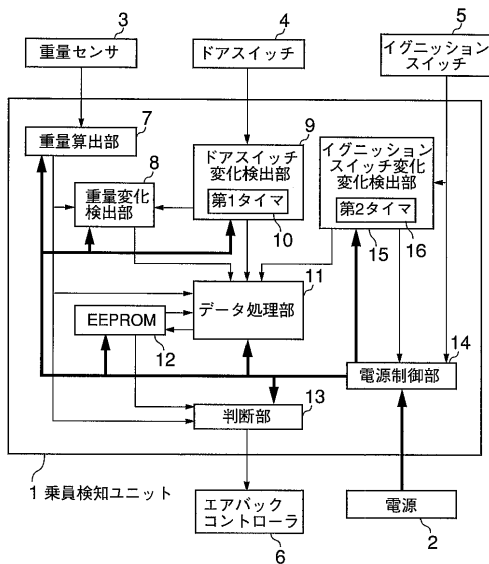 3
4
5
重量センサ
ドアスイッチ
イグニッション
スイッチ
7
重量算出部
9
ドアスイッチ
変化検出部
第1タイマ
10
イグニッション
スイッチ変化
変化検出部
第2タイマ
15
16
8
重量変化
検出部
11
データ処理部
EEPROM
12
14
電源制御部
13
判断部
1 乗員検知ユニット
エアバック
コントローラ
6
電源
2